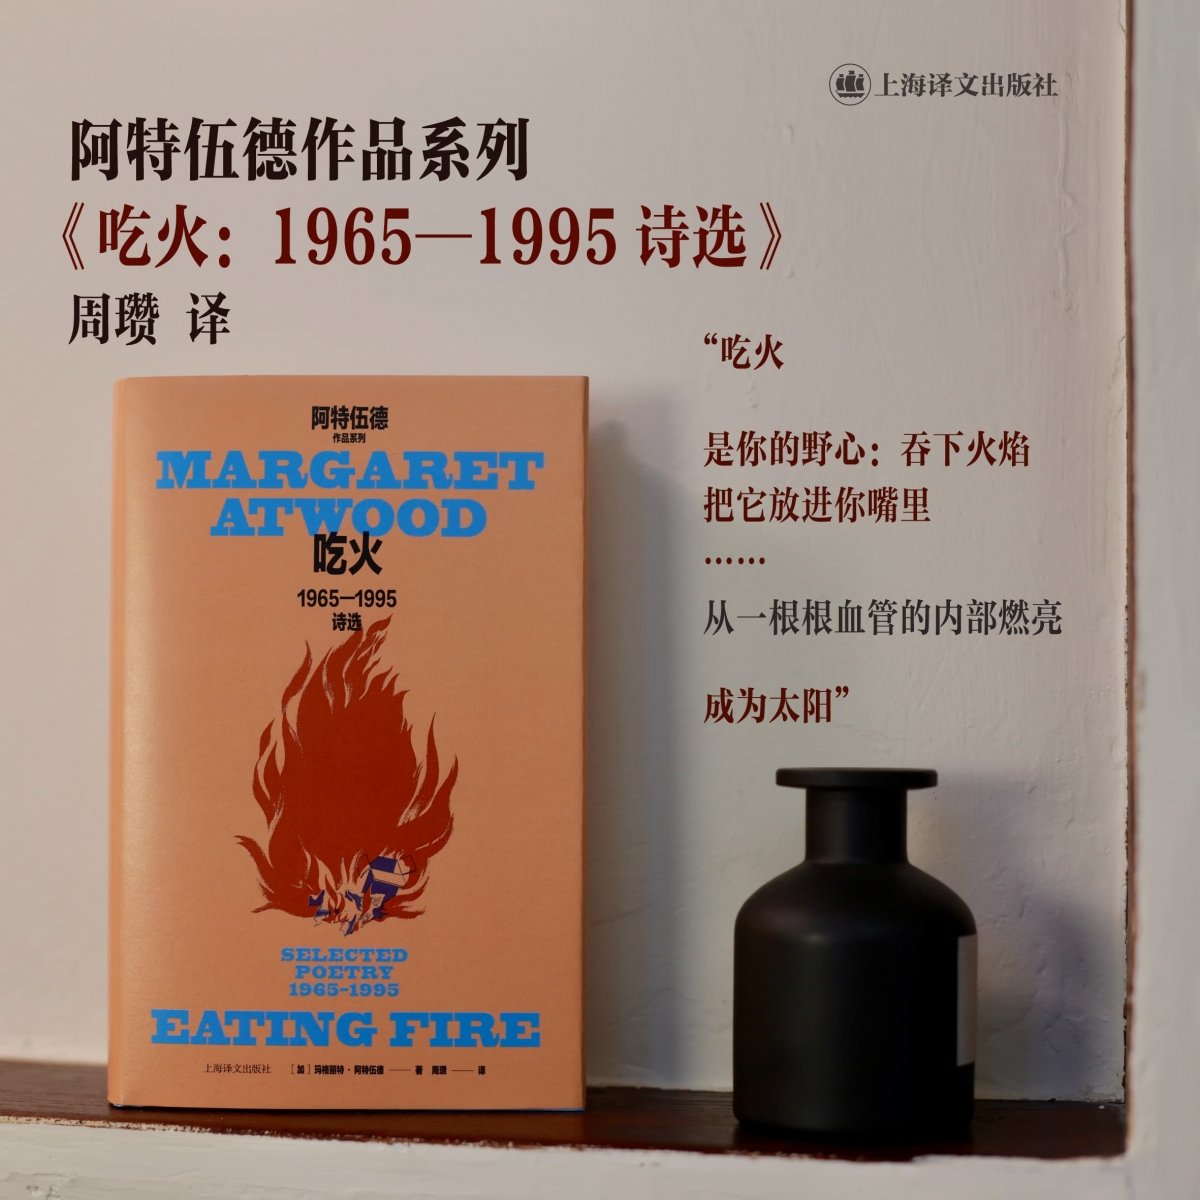 上海译文出版社
阿特伍德作品系列
《吃火：1965—1995 诗选》
周瓒 译
“吃火
是你的野心：吞下火焰
把它放进你嘴里
……
从一根根血管的内部燃亮
成为太阳”
阿特伍德
作品系列
MARGARET
ATWOOD
吃火
1965—1995
诗选
SELECTED
POETRY
1965-1995
EATING FIRE
上海译文出版社 [加] 玛格丽特·阿特伍德 —— 著 周瓒 —— 译